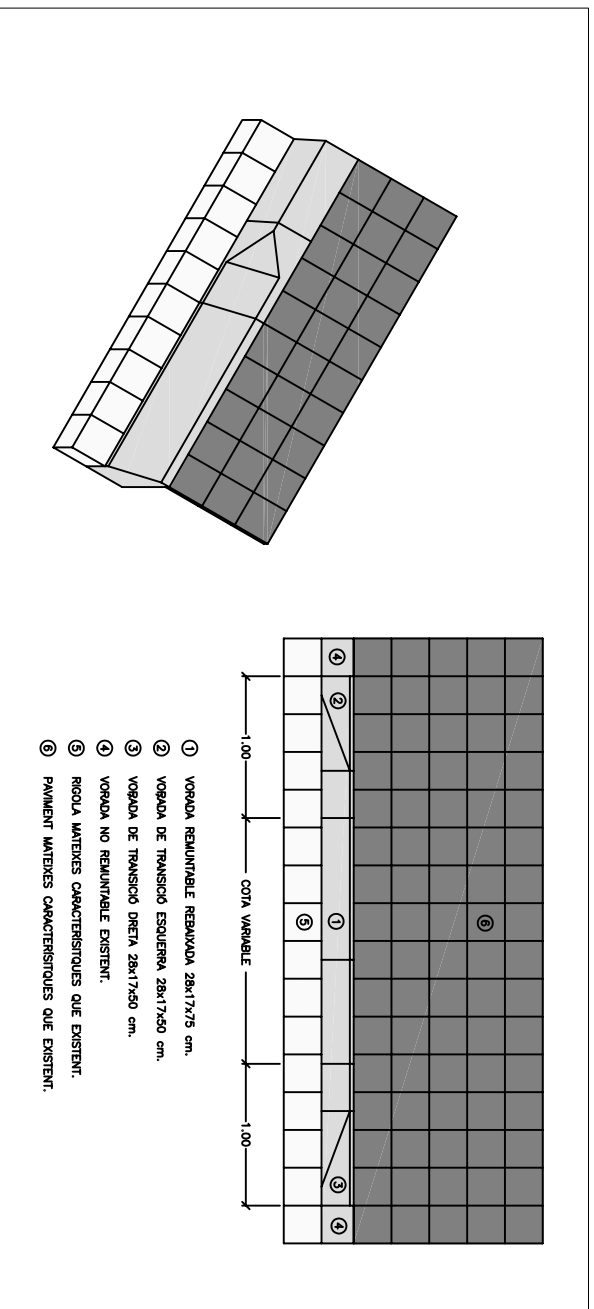 ④
②
①
③
④
⑤
⑥
1.00
COTA VARIABLE
1.00
① VORADA REMUNTABLE REBAIXADA 28x17x75 cm.
② VORADA DE TRANSICIÓ ESQUERRA 28x17x50 cm.
③ VORADA DE TRANSICIÓ DRETA 28x17x50 cm.
④ VORADA NO REMUNTABLE EXISTENT.
⑤ RIGOLA MATEIXES CARACTERÍSITQUES QUE EXISTENT.
⑥ PAVIMENT MATEIXES CARACTERÍSITQUES QUE EXISTENT.